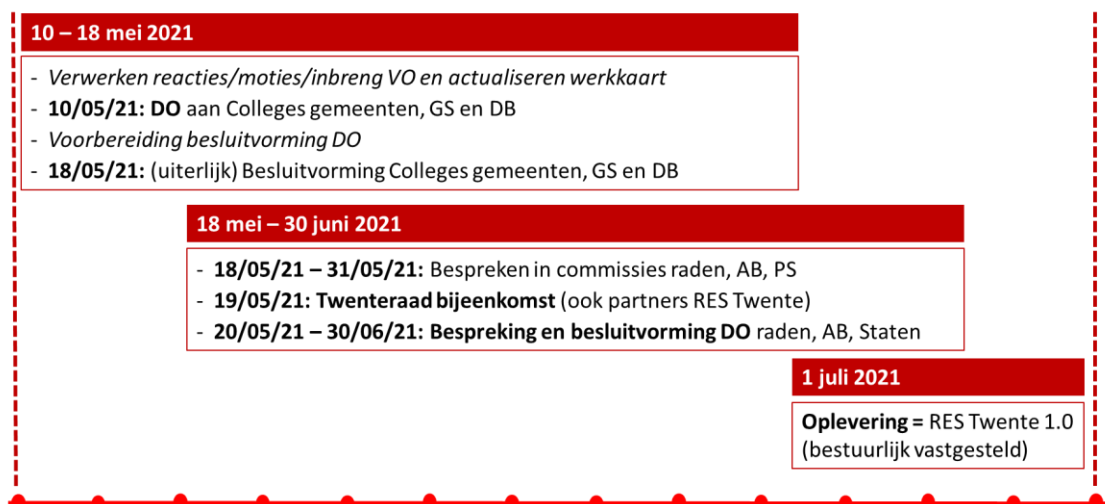 10 – 18 mei 2021
- Verwerken reacties/moties/inbreng VO en actualiseren werkkaart
- 10/05/21: DO aan Colleges gemeenten, GS en DB
- Voorbereiding besluitvorming DO
- 18/05/21: (uiterlijk) Besluitvorming Colleges gemeenten, GS en DB
18 mei – 30 juni 2021
- 18/05/21 – 31/05/21: Bespreken in commissies raden, AB, PS
- 19/05/21: Twenteraad bijeenkomst (ook partners RES Twente)
- 20/05/21 – 30/06/21: Bespreking en besluitvorming DO raden, AB, Staten
1 juli 2021
Oplevering = RES Twente 1.0
(bestuurlijk vastgesteld)